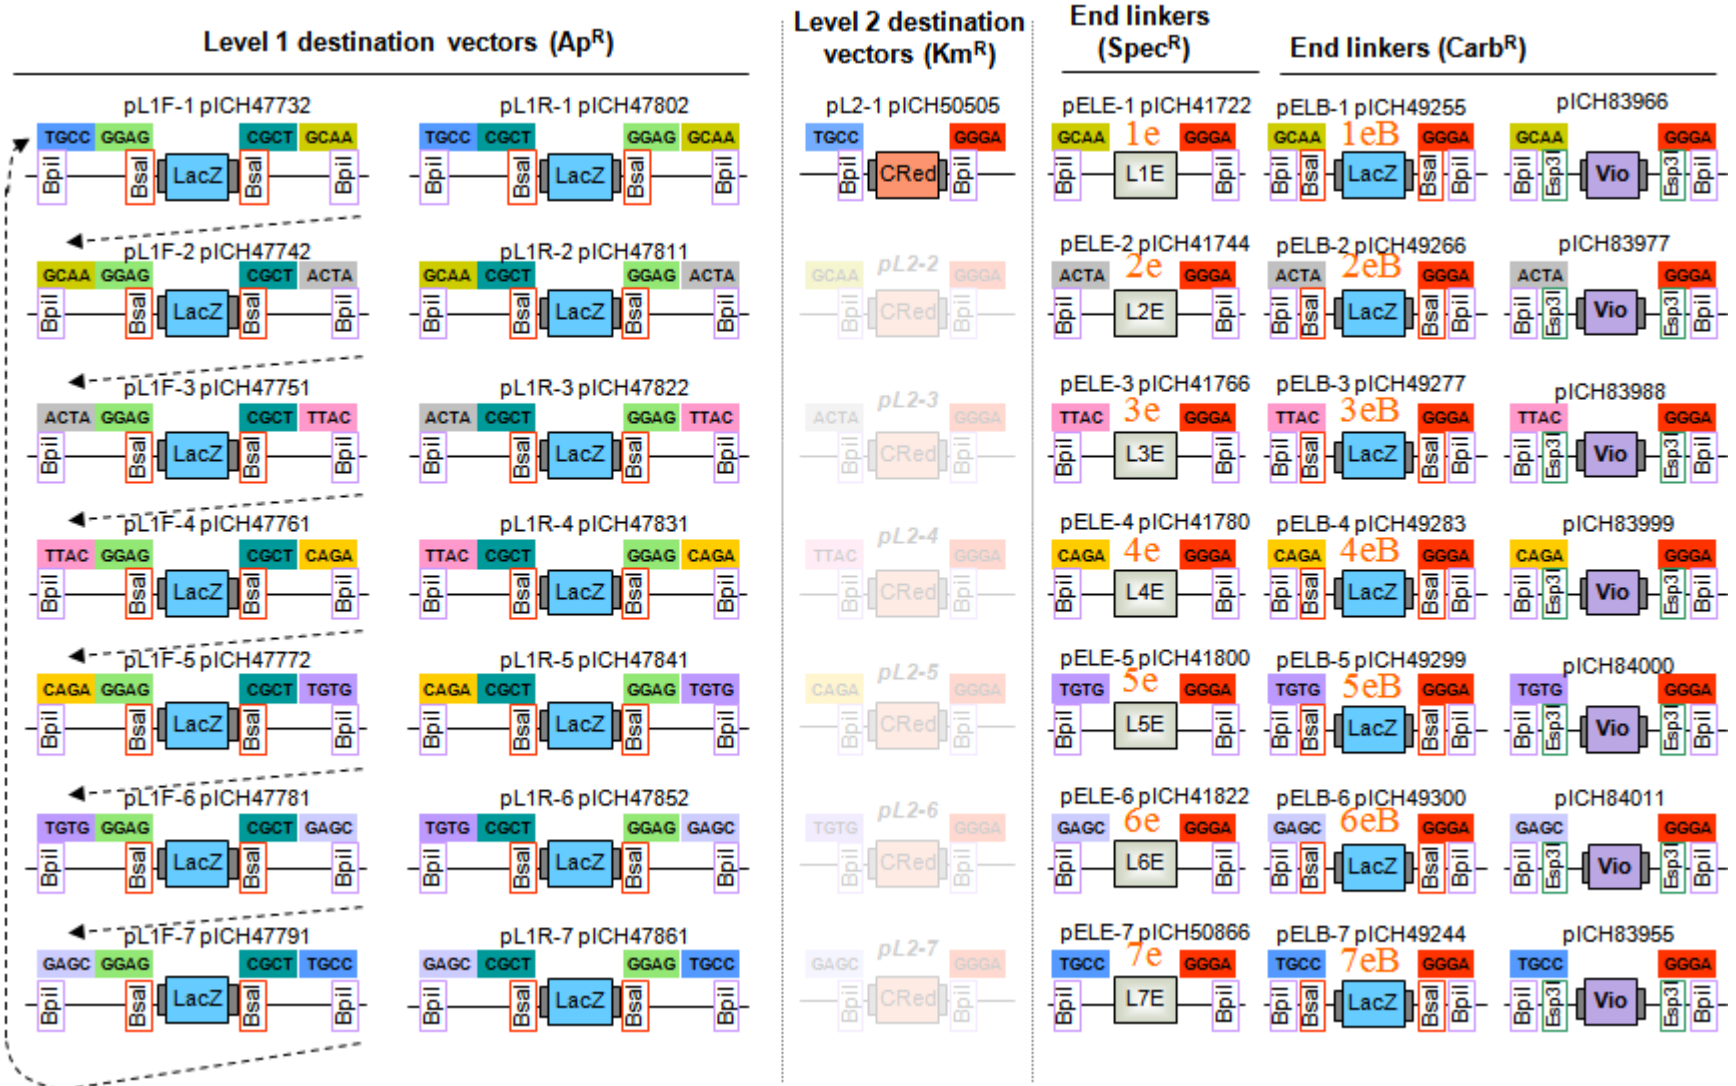 Level 1 destination vectors (Ap^R)
Level 2 destination
vectors (Km^R)
End linkers
(Spec^R)
End linkers (Carb^R)
pL1F-1 pICH47732 pL1R-1 pICH47802 pL2-1 pICH50505 pELE-1 pICH41722 pELB-1 pICH49255 pICH83966
TGCC GGAG CGCT GCAA TGCC CGCT GGAG GCAA TGCC GGGA GCAA 1e GGGA GCAA 1eB GGGA GCAA GGGA
BpiI BsaI LacZ BsaI BpiI BpiI BsaI LacZ BsaI BpiI BpiI CRed BpiI BpiI L1E BpiI BpiI BsaI LacZ BsaI BpiI BpiI Esp3I Vio Esp3I BpiI
pL1F-2 pICH47742 pL1R-2 pICH47811 pL2-2 pELE-2 pICH41744 pELB-2 pICH49266 pICH83977
GCAA GGAG CGCT ACTA GCAA CGCT GGAG ACTA GCAA GGGA ACTA 2e GGGA ACTA 2eB GGGA ACTA GGGA
BpiI BsaI LacZ BsaI BpiI BpiI BsaI LacZ BsaI BpiI BpiI CRed BpiI BpiI L2E BpiI BpiI BsaI LacZ BsaI BpiI BpiI Esp3I Vio Esp3I BpiI
pL1F-3 pICH47751 pL1R-3 pICH47822 pL2-3 pELE-3 pICH41766 pELB-3 pICH49277 pICH83988
ACTA GGAG CGCT TTAC ACTA CGCT GGAG TTAC ACTA GGGA TTAC 3e GGGA TTAC 3eB GGGA TTAC GGGA
BpiI BsaI LacZ BsaI BpiI BpiI BsaI LacZ BsaI BpiI BpiI CRed BpiI BpiI L3E BpiI BpiI BsaI LacZ BsaI BpiI BpiI Esp3I Vio Esp3I BpiI
pL1F-4 pICH47761 pL1R-4 pICH47831 pL2-4 pELE-4 pICH41780 pELB-4 pICH49283 pICH83999
TTAC GGAG CGCT CAGA TTAC CGCT GGAG CAGA TTAC GGGA CAGA 4e GGGA CAGA 4eB GGGA CAGA GGGA
BpiI BsaI LacZ BsaI BpiI BpiI BsaI LacZ BsaI BpiI BpiI CRed BpiI BpiI L4E BpiI BpiI BsaI LacZ BsaI BpiI BpiI Esp3I Vio Esp3I BpiI
pL1F-5 pICH47772 pL1R-5 pICH47841 pL2-5 pELE-5 pICH41800 pELB-5 pICH49299 pICH84000
CAGA GGAG CGCT TGTG CAGA CGCT GGAG TGTG CAGA GGGA TGTG 5e GGGA TGTG 5eB GGGA TGTG GGGA
BpiI BsaI LacZ BsaI BpiI BpiI BsaI LacZ BsaI BpiI BpiI CRed BpiI BpiI L5E BpiI BpiI BsaI LacZ BsaI BpiI BpiI Esp3I Vio Esp3I BpiI
pL1F-6 pICH47781 pL1R-6 pICH47852 pL2-6 pELE-6 pICH41822 pELB-6 pICH49300 pICH84011
TGTG GGAG CGCT GAGC TGTG CGCT GGAG GAGC TGTG GGGA GAGC 6e GGGA GAGC 6eB GGGA GAGC GGGA
BpiI BsaI LacZ BsaI BpiI BpiI BsaI LacZ BsaI BpiI BpiI CRed BpiI BpiI L6E BpiI BpiI BsaI LacZ BsaI BpiI BpiI Esp3I Vio Esp3I BpiI
pL1F-7 pICH47791 pL1R-7 pICH47861 pL2-7 pELE-7 pICH50866 pELB-7 pICH49244 pICH83955
GAGC GGAG CGCT TGCC GAGC CGCT GGAG TGCC GAGC GGGA TGCC 7e GGGA TGCC 7eB GGGA TGCC GGGA
BpiI BsaI LacZ BsaI BpiI BpiI BsaI LacZ BsaI BpiI BpiI CRed BpiI BpiI L7E BpiI BpiI BsaI LacZ BsaI BpiI BpiI Esp3I Vio Esp3I BpiI